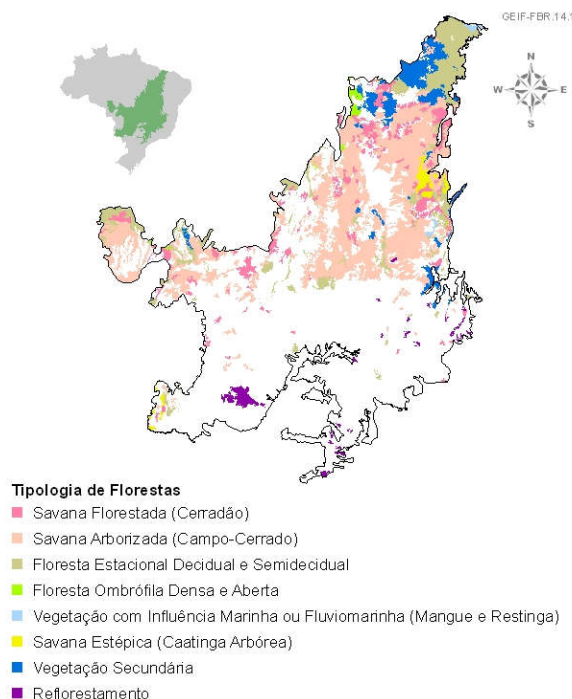 GEIF-FBR.14.1
N
W
E
S
Tipologia de Florestas
Savana Florestada (Cerradão)
Savana Arborizada (Campo-Cerrado)
Floresta Estacional Decidual e Semidecidual
Floresta Ombrófila Densa e Aberta
Vegetação com Influência Marinha ou Fluviomarinha (Mangue e Restinga)
Savana Estépica (Caatinga Arbórea)
Vegetação Secundária
Reflorestamento